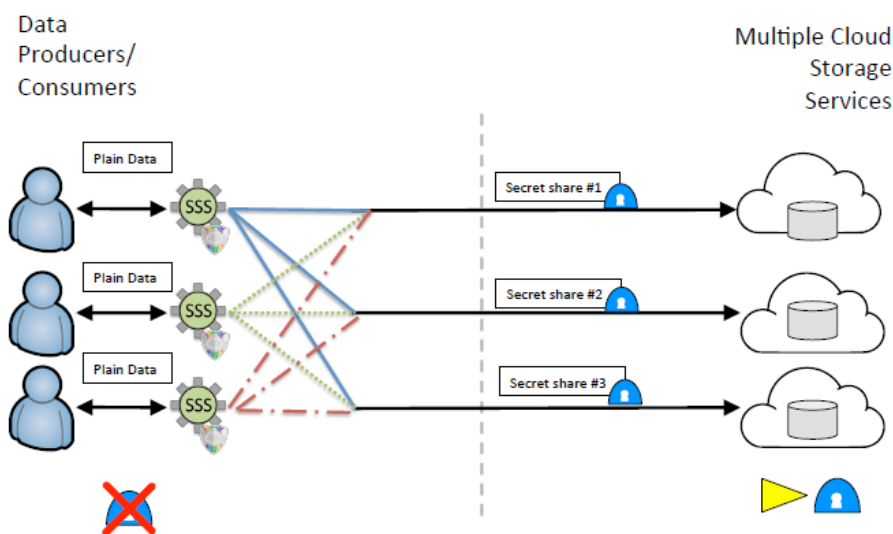 Data
Producers/
Consumers
Multiple Cloud
Storage
Services
Plain Data
SSS
Secret share #1
Plain Data
SSS
Secret share #2
Plain Data
SSS
Secret share #3